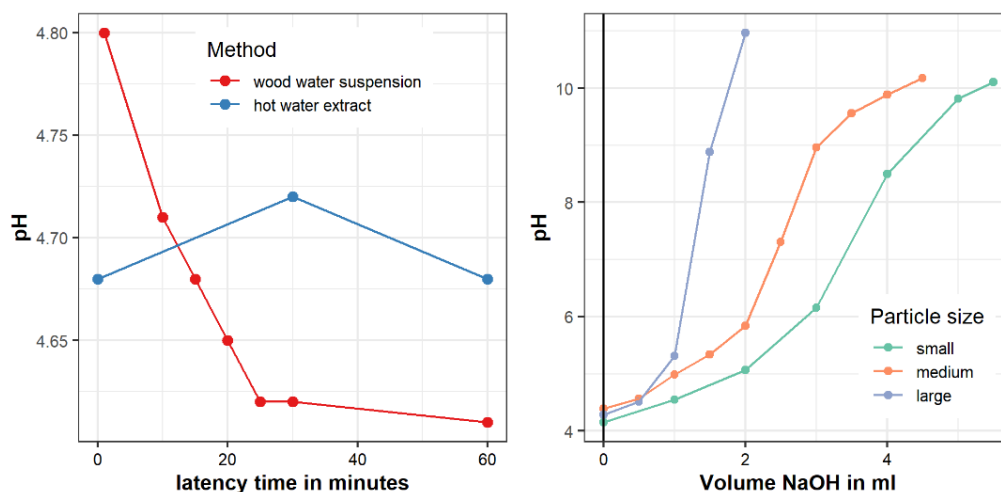 4.80
4.75
4.70
4.65
pH
0
20
40
60
latency time in minutes
Method
wood water suspension
hot water extract
10
8
6
4
pH
0
2
4
Volume NaOH in ml
Particle size
small
medium
large